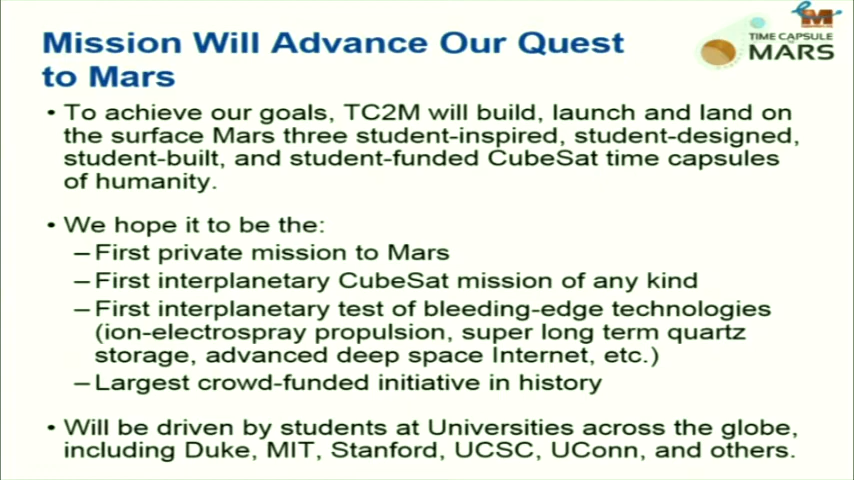 Mission Will Advance Our Quest
to Mars
TIME CAPSULE
TO
MARS
• To achieve our goals, TC2M will build, launch and land on
the surface Mars three student-inspired, student-designed,
student-built, and student-funded CubeSat time capsules
of humanity.
• We hope it to be the:
– First private mission to Mars
– First interplanetary CubeSat mission of any kind
– First interplanetary test of bleeding-edge technologies
(ion-electrospray propulsion, super long term quartz
storage, advanced deep space Internet, etc.)
– Largest crowd-funded initiative in history
• Will be driven by students at Universities across the globe,
including Duke, MIT, Stanford, UCSC, UConn, and others.